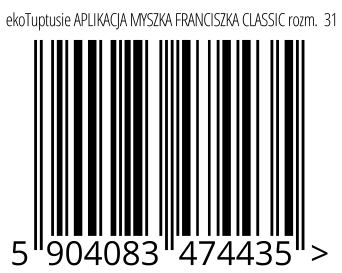 ekoTuptusie APLIKACJA MYSZKA FRANCISZKA CLASSIC rozm. 31
5 904083 474435 >